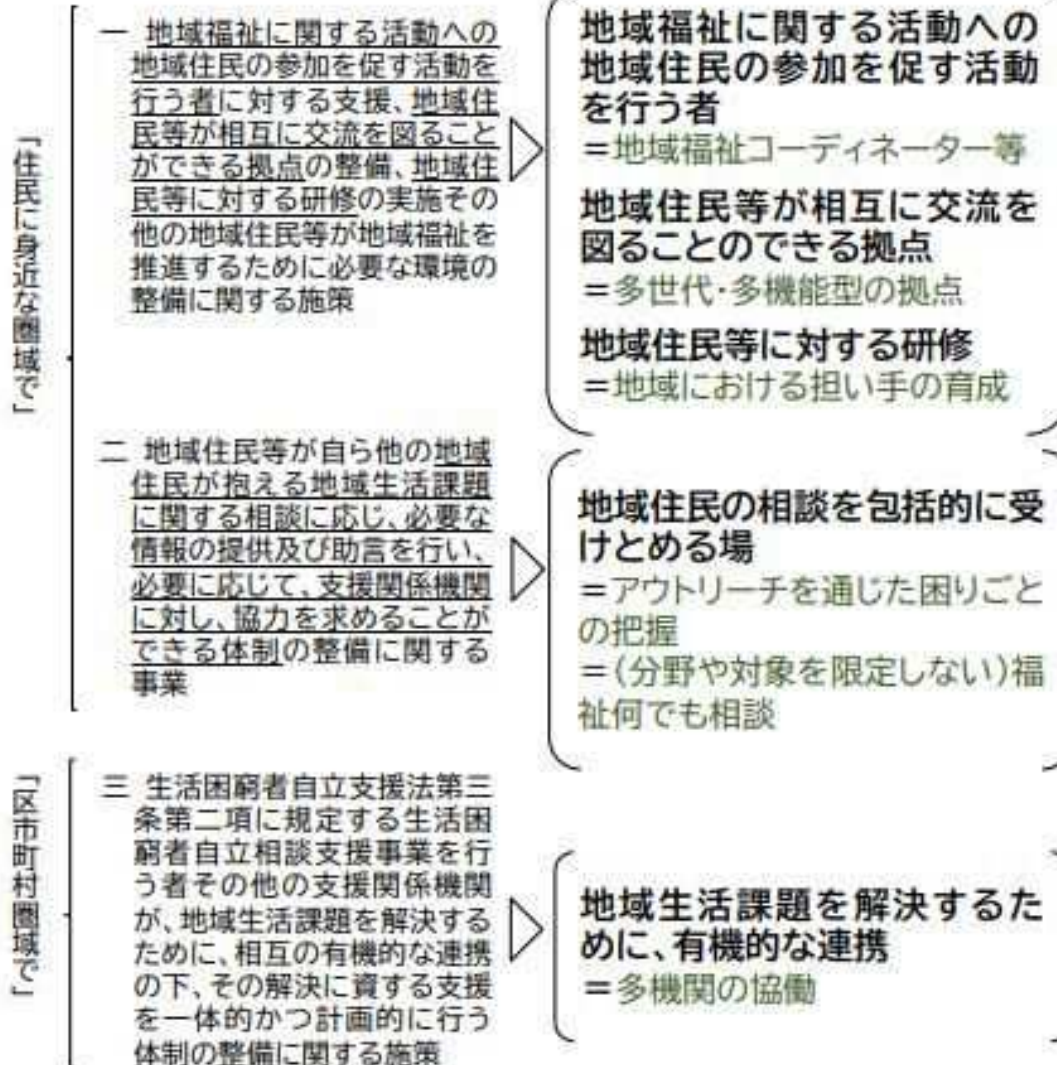 「住民に身近な圏域で」
一 地域福祉に関する活動への
地域住民の参加を促す活動を
行う者に対する支援、地域住
民等が相互に交流を図ること
ができる拠点の整備、地域住
民等に対する研修の実施その
他の地域住民等が地域福祉を
推進するために必要な環境の
整備に関する施策
地域福祉に関する活動への
地域住民の参加を促す活動
を行う者
＝地域福祉コーディネーター等
地域住民等が相互に交流を
図ることのできる拠点
＝多世代・多機能型の拠点
地域住民等に対する研修
＝地域における担い手の育成
二 地域住民等が自ら他の地域
住民が抱える地域生活課題
に関する相談に応じ、必要な
情報の提供及び助言を行い、
必要に応じて、支援関係機関
に対し、協力を求めることが
できる体制の整備に関する
事業
地域住民の相談を包括的に受
けとめる場
＝アウトリーチを通じた困りごと
の把握
＝（分野や対象を限定しない）福
祉何でも相談
「区市町村圏域で」
三 生活困窮者自立支援法第三
条第二項に規定する生活困
窮者自立相談支援事業を行
う者その他の支援関係機関
が、地域生活課題を解決する
ために、相互の有機的な連携
の下、その解決に資する支援
を一体的かつ計画的に行う
体制の整備に関する施策
地域生活課題を解決するた
めに、有機的な連携
＝多機関の協働